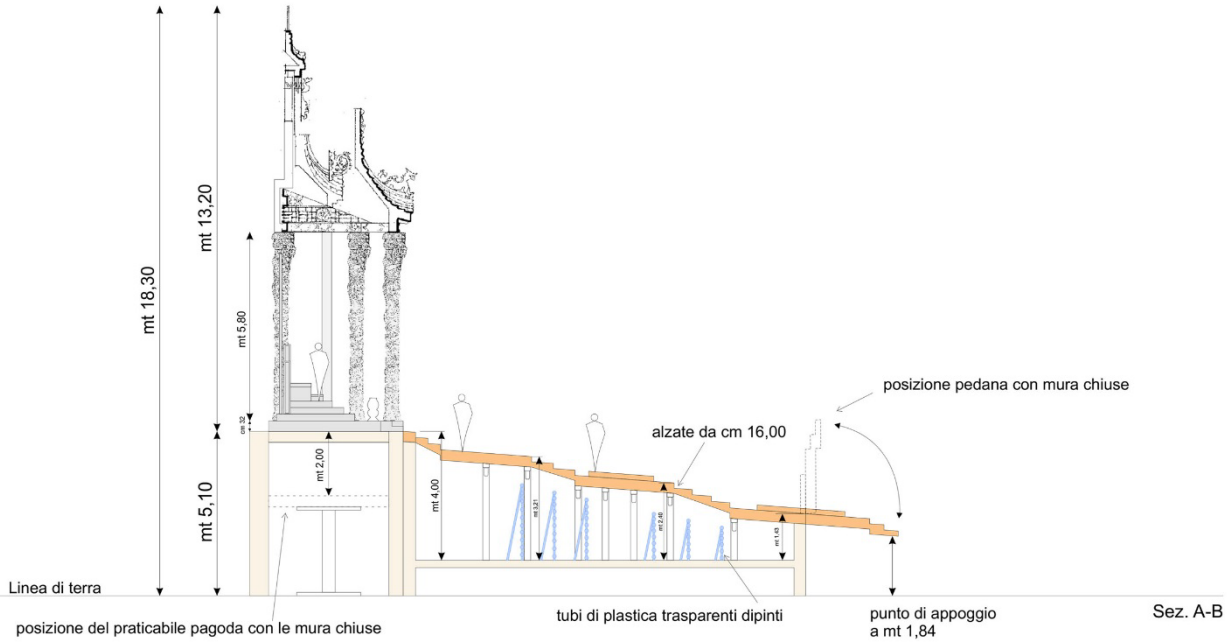 mt 18,30
mt 13,20
mt 5,80
cm 32
mt 5,10
mt 2,00
mt 4,00
mt 3,21
mt 2,40
mt 1,43
posizione pedana con mura chiuse
alzate da cm 16,00
Linea di terra
posizione del praticabile pagoda con le mura chiuse
tubi di plastica trasparenti dipinti
punto di appoggio
a mt 1,84
Sez. A-B